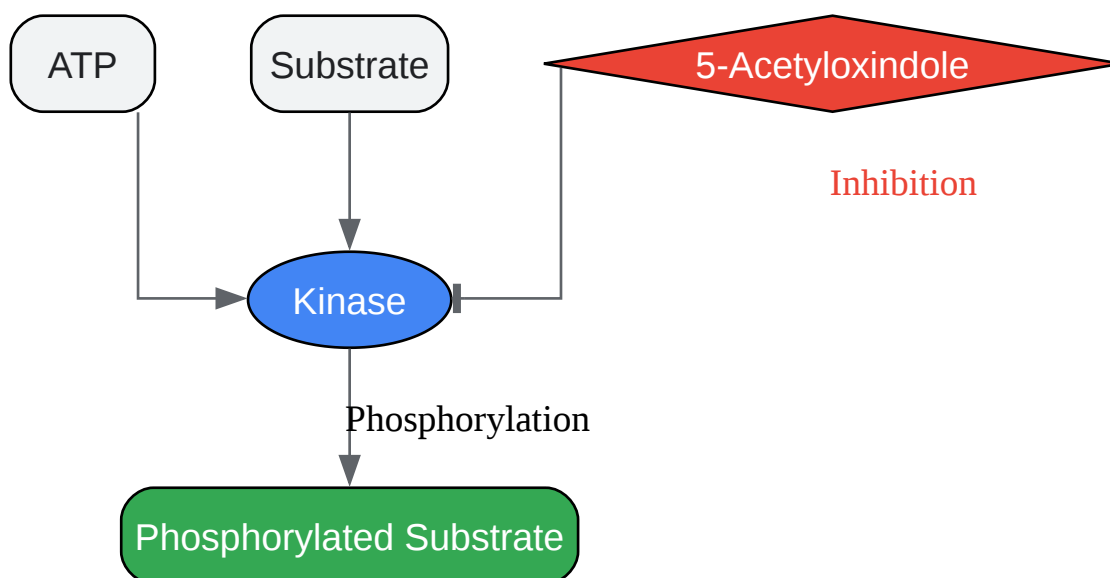 ATP
Substrate
5-Acetyloxindole
Inhibition
Kinase
Phosphorylation
Phosphorylated Substrate